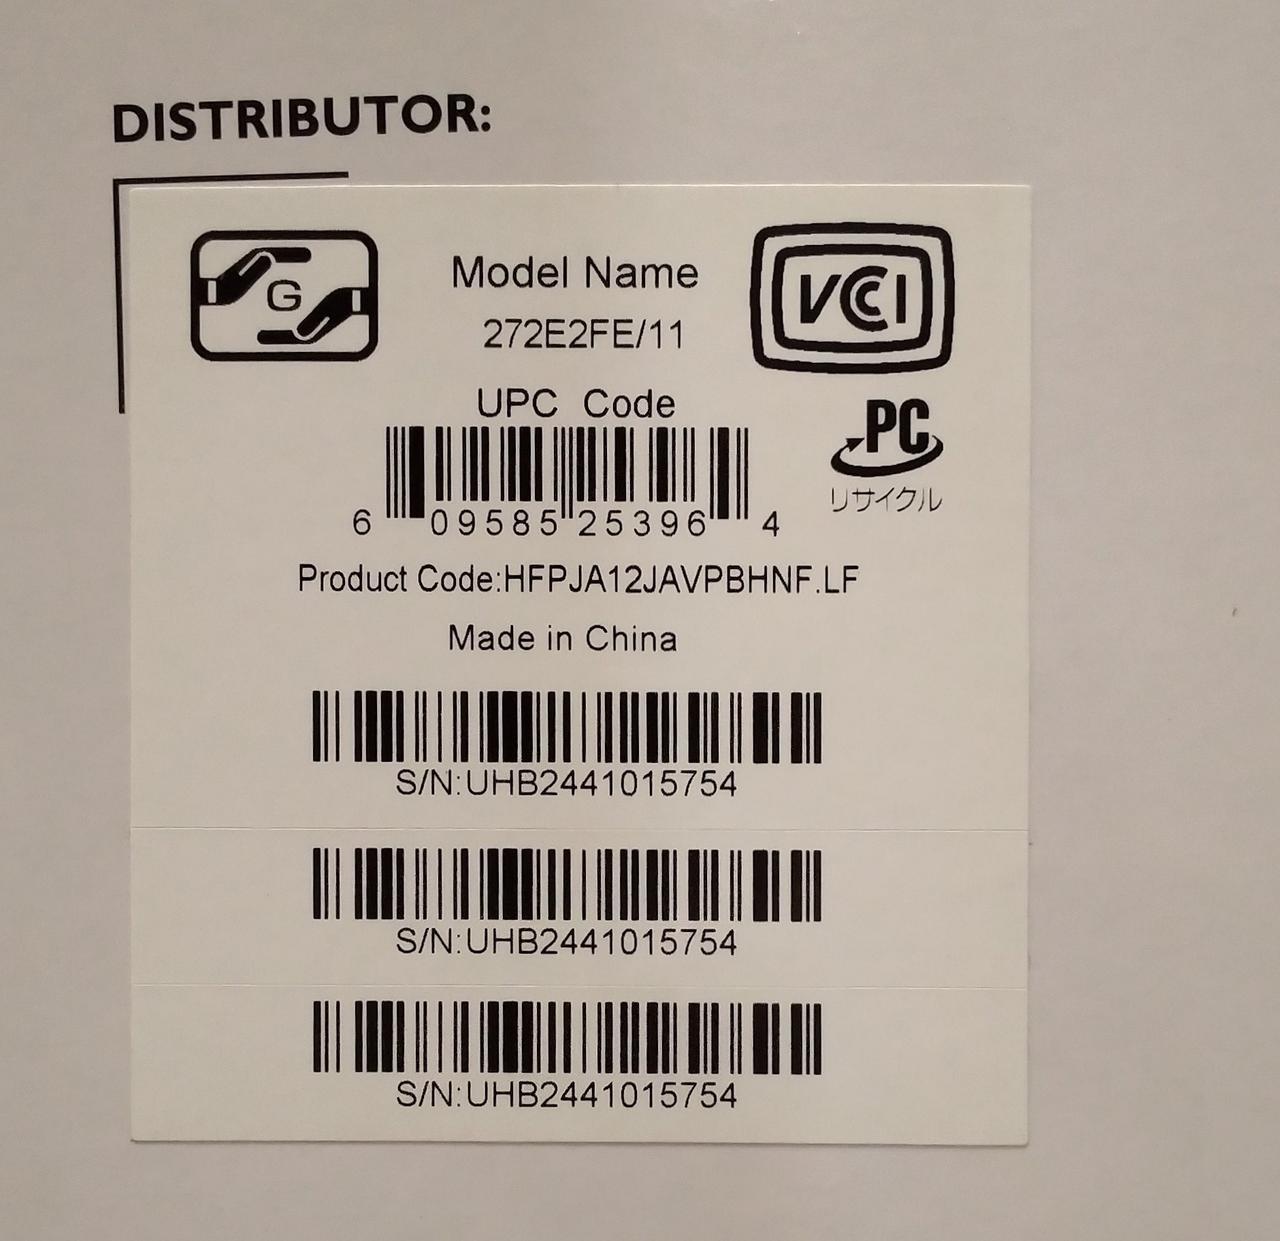 DISTRIBUTOR:
G
Model Name
272E2FE/11
VCCI
UPC Code
6 09585 25396 4
PC
リサイクル
Product Code:HFPJA12JAVPBHNF.LF
Made in China
S/N:UHB2441015754
S/N:UHB2441015754
S/N:UHB2441015754